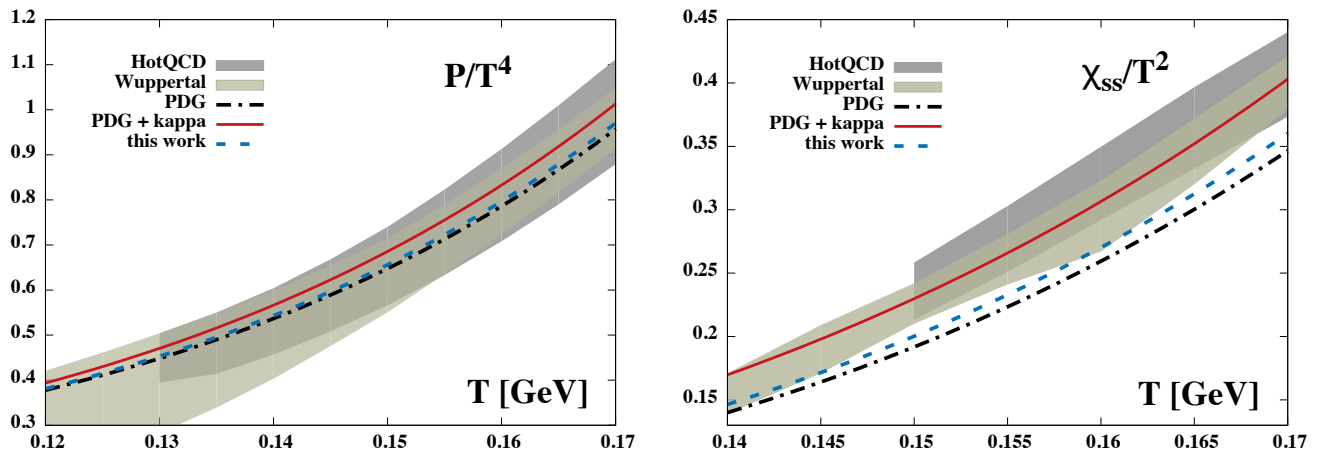 1.2
1.1
1
0.9
0.8
0.7
0.6
0.5
0.4
0.3
HotQCD
Wuppertal
PDG
PDG + kappa
this work
P/T⁴
T [GeV]
0.12 0.13 0.14 0.15 0.16 0.17
0.45
0.4
0.35
0.3
0.25
0.2
0.15
HotQCD
Wuppertal
PDG
PDG + kappa
this work
χss/T²
T [GeV]
0.14 0.145 0.15 0.155 0.16 0.165 0.17